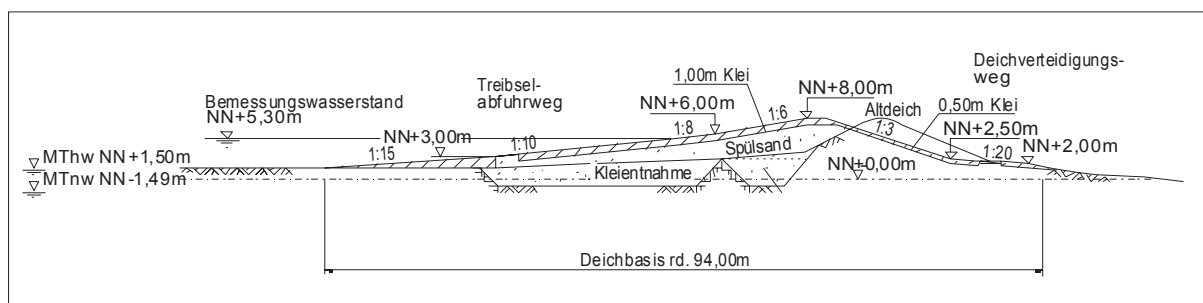 Deichverteidigungs-
weg
Treibsel-
abfuhrweg
1,00m Klei
Bemessungswasserstand
NN+5,30m
NN+6,00m
1:6
NN+8,00m
Altdeich
0,50m Klei
NN+3,00m
1:10
1:8
1:3
NN+2,50m
MThw NN+1,50m
1:15
Spülsand
1:20
NN+2,00m
MTnw NN-1,49m
Kleientnahme
NN+0,00m
Deichbasis rd. 94,00m